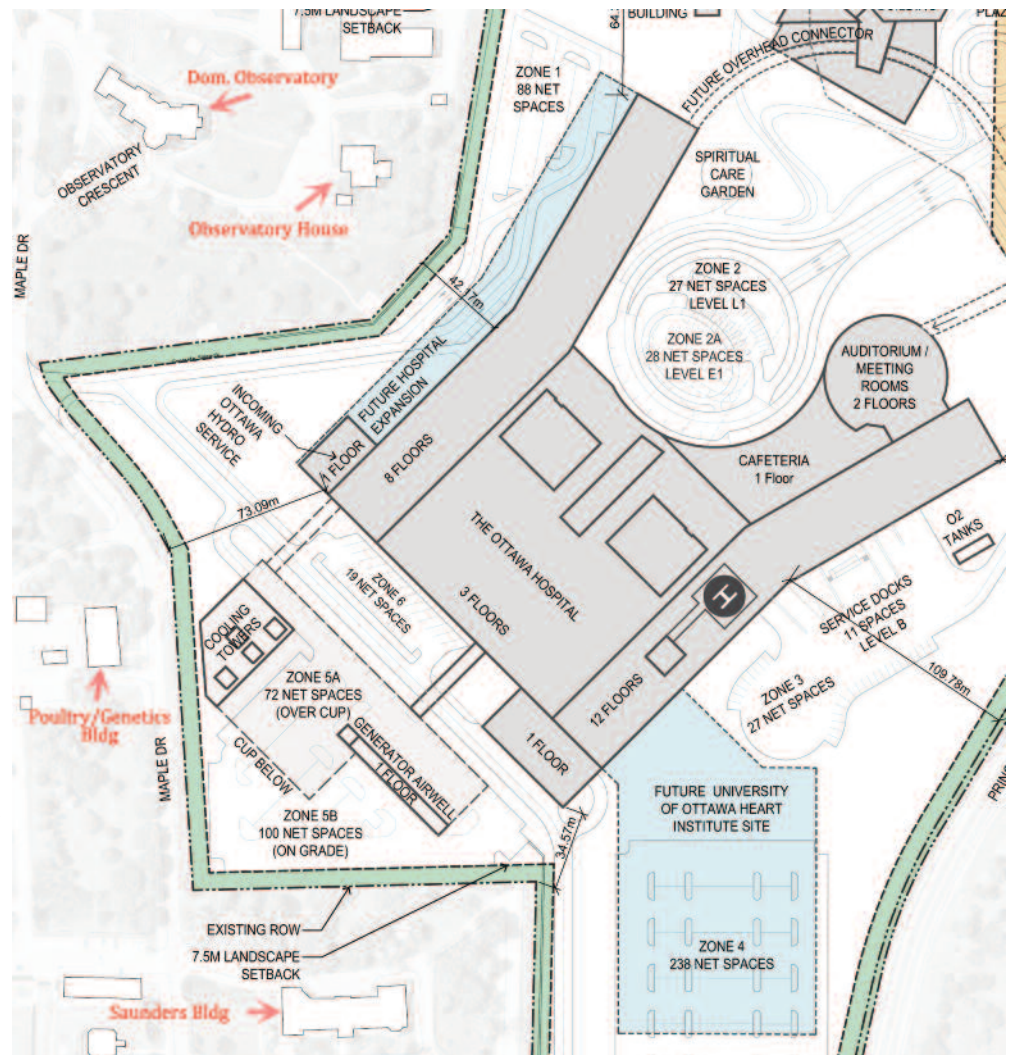 7.5M LANDSCAPE
SETBACK
BUILDING
64.
FUTURE OVERHEAD CONNECTOR
Dom. Observatory
ZONE 1
88 NET
SPACES
OBSERVATORY
CRESCENT
Observatory House
SPIRITUAL
CARE
GARDEN
MAPLE DR
42.17m
ZONE 2
27 NET SPACES
LEVEL L1
ZONE 2A
28 NET SPACES
LEVEL E1
AUDITORIUM /
MEETING
ROOMS
2 FLOORS
INCOMING
OTTAWA
HYDRO
SERVICE
FUTURE HOSPITAL
EXPANSION
1 FLOOR
8 FLOORS
CAFETERIA
1 Floor
73.09m
O2
TANKS
THE OTTAWA HOSPITAL
3 FLOORS
H
ZONE 6
19 NET SPACES
SERVICE DOCKS
11 SPACES
LEVEL B
COOLING
TOWERS
ZONE 5A
72 NET SPACES
(OVER CUP)
109.78m
ZONE 3
27 NET SPACES
12 FLOORS
Poultry/Genetics
Bldg
MAPLE DR
CUP BELOW
GENERATOR AIRWELL
1 FLOOR
1 FLOOR
ZONE 5B
100 NET SPACES
(ON GRADE)
FUTURE UNIVERSITY
OF OTTAWA HEART
INSTITUTE SITE
34.57m
EXISTING ROW
7.5M LANDSCAPE
SETBACK
ZONE 4
238 NET SPACES
Saunders Bldg